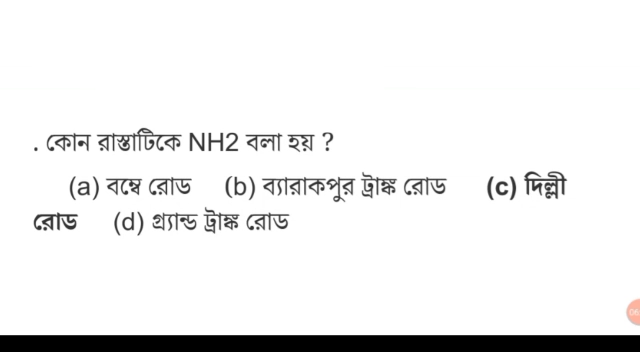 . কোন রাস্তাটিকে NH2 বলা হয় ?
(a) বম্বে রোড (b) ব্যারাকপুর ট্রাঙ্ক রোড (c) দিল্লী
রোড (d) গ্র্যান্ড ট্রাঙ্ক রোড